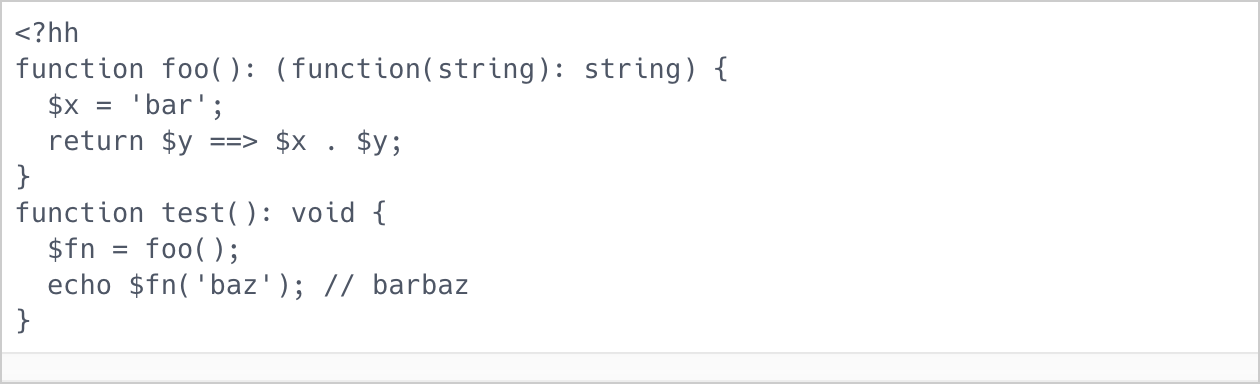 <?hh
function foo(): (function(string): string) {
  $x = 'bar';
  return $y ==> $x . $y;
}
function test(): void {
  $fn = foo();
  echo $fn('baz'); // barbaz
}